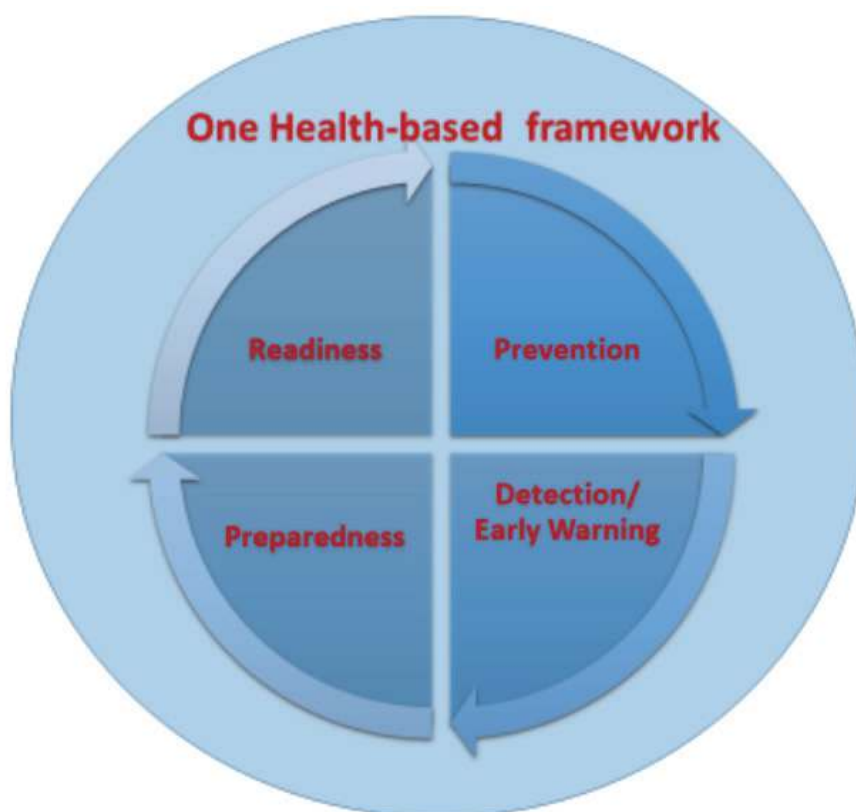 One Health-based framework
Readiness
Prevention
Detection/
Early Warning
Preparedness